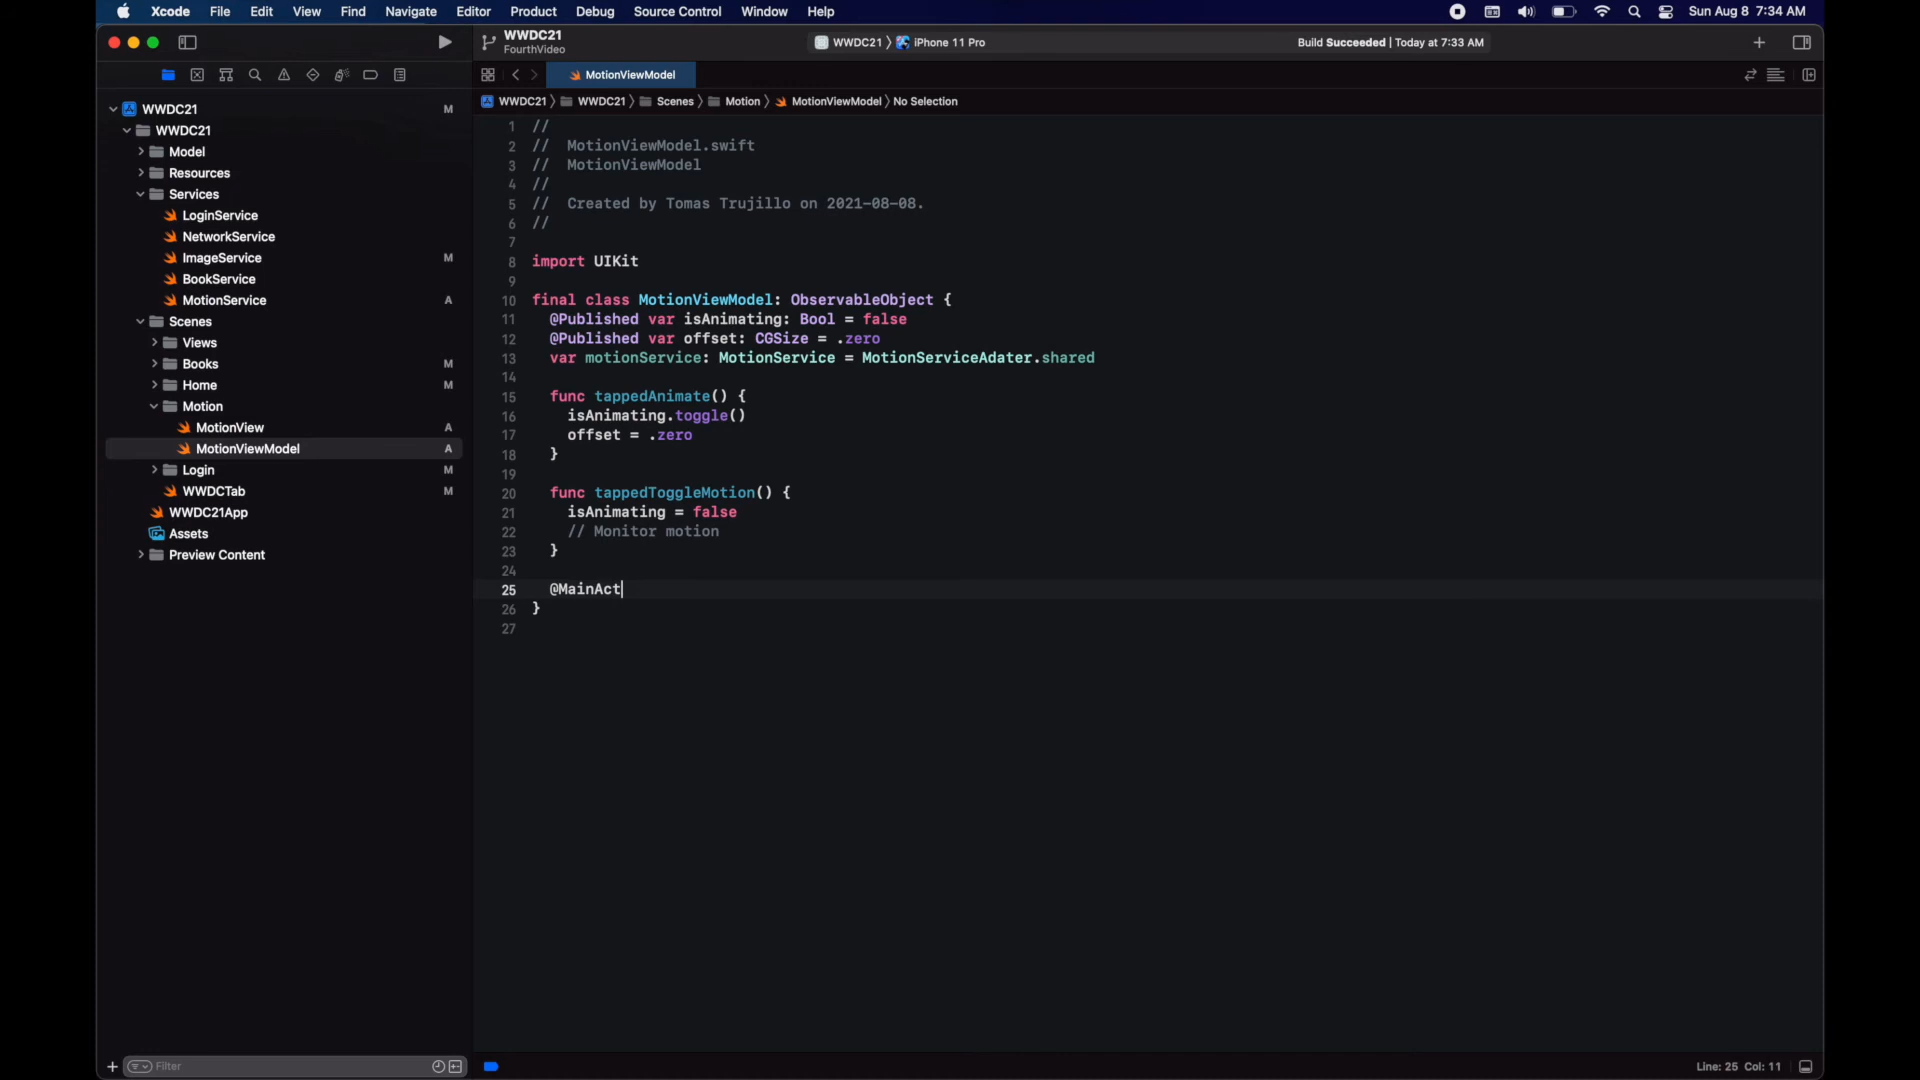 Xcode File Edit View Find Navigate Editor Product Debug Source Control Window Help Sun Aug 8 7:34 AM
WWDC21
FourthVideo
WWDC21 〉 iPhone 11 Pro
Build Succeeded | Today at 7:33 AM
MotionViewModel
WWDC21 〉 WWDC21 〉 Scenes 〉 Motion 〉 MotionViewModel 〉 No Selection
WWDC21 M
WWDC21
Model
Resources
Services
LoginService
NetworkService
ImageService M
BookService
MotionService A
Scenes
Views
Books M
Home M
Motion
MotionView A
MotionViewModel A
Login M
WWDCTab M
WWDC21App
Assets
Preview Content
1 //
2 // MotionViewModel.swift
3 // MotionViewModel
4 //
5 // Created by Tomas Trujillo on 2021-08-08.
6 //
7
8 import UIKit
9
10 final class MotionViewModel: ObservableObject {
11 @Published var isAnimating: Bool = false
12 @Published var offset: CGSize = .zero
13 var motionService: MotionService = MotionServiceAdater.shared
14
15 func tappedAnimate() {
16 isAnimating.toggle()
17 offset = .zero
18 }
19
20 func tappedToggleMotion() {
21 isAnimating = false
22 // Monitor motion
23 }
24
25 @MainAct
26 }
27
Filter
Line: 25 Col: 11